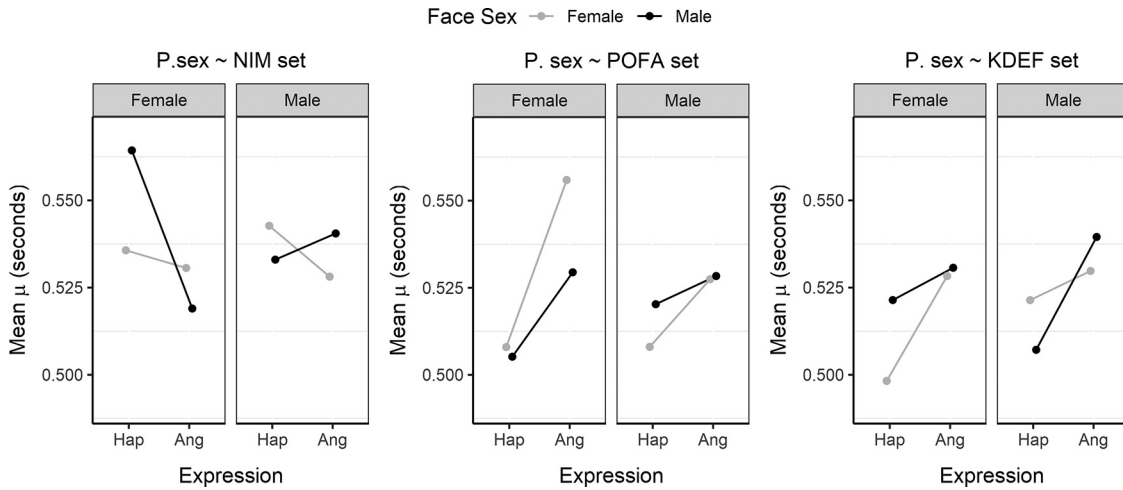 Face Sex Female Male
P.sex ~ NIM set
Female Male
Mean μ (seconds)
0.550
0.525
0.500
Hap Ang Hap Ang
Expression
P. sex ~ POFA set
Female Male
Mean μ (seconds)
0.550
0.525
0.500
Hap Ang Hap Ang
Expression
P. sex ~ KDEF set
Female Male
Mean μ (seconds)
0.550
0.525
0.500
Hap Ang Hap Ang
Expression